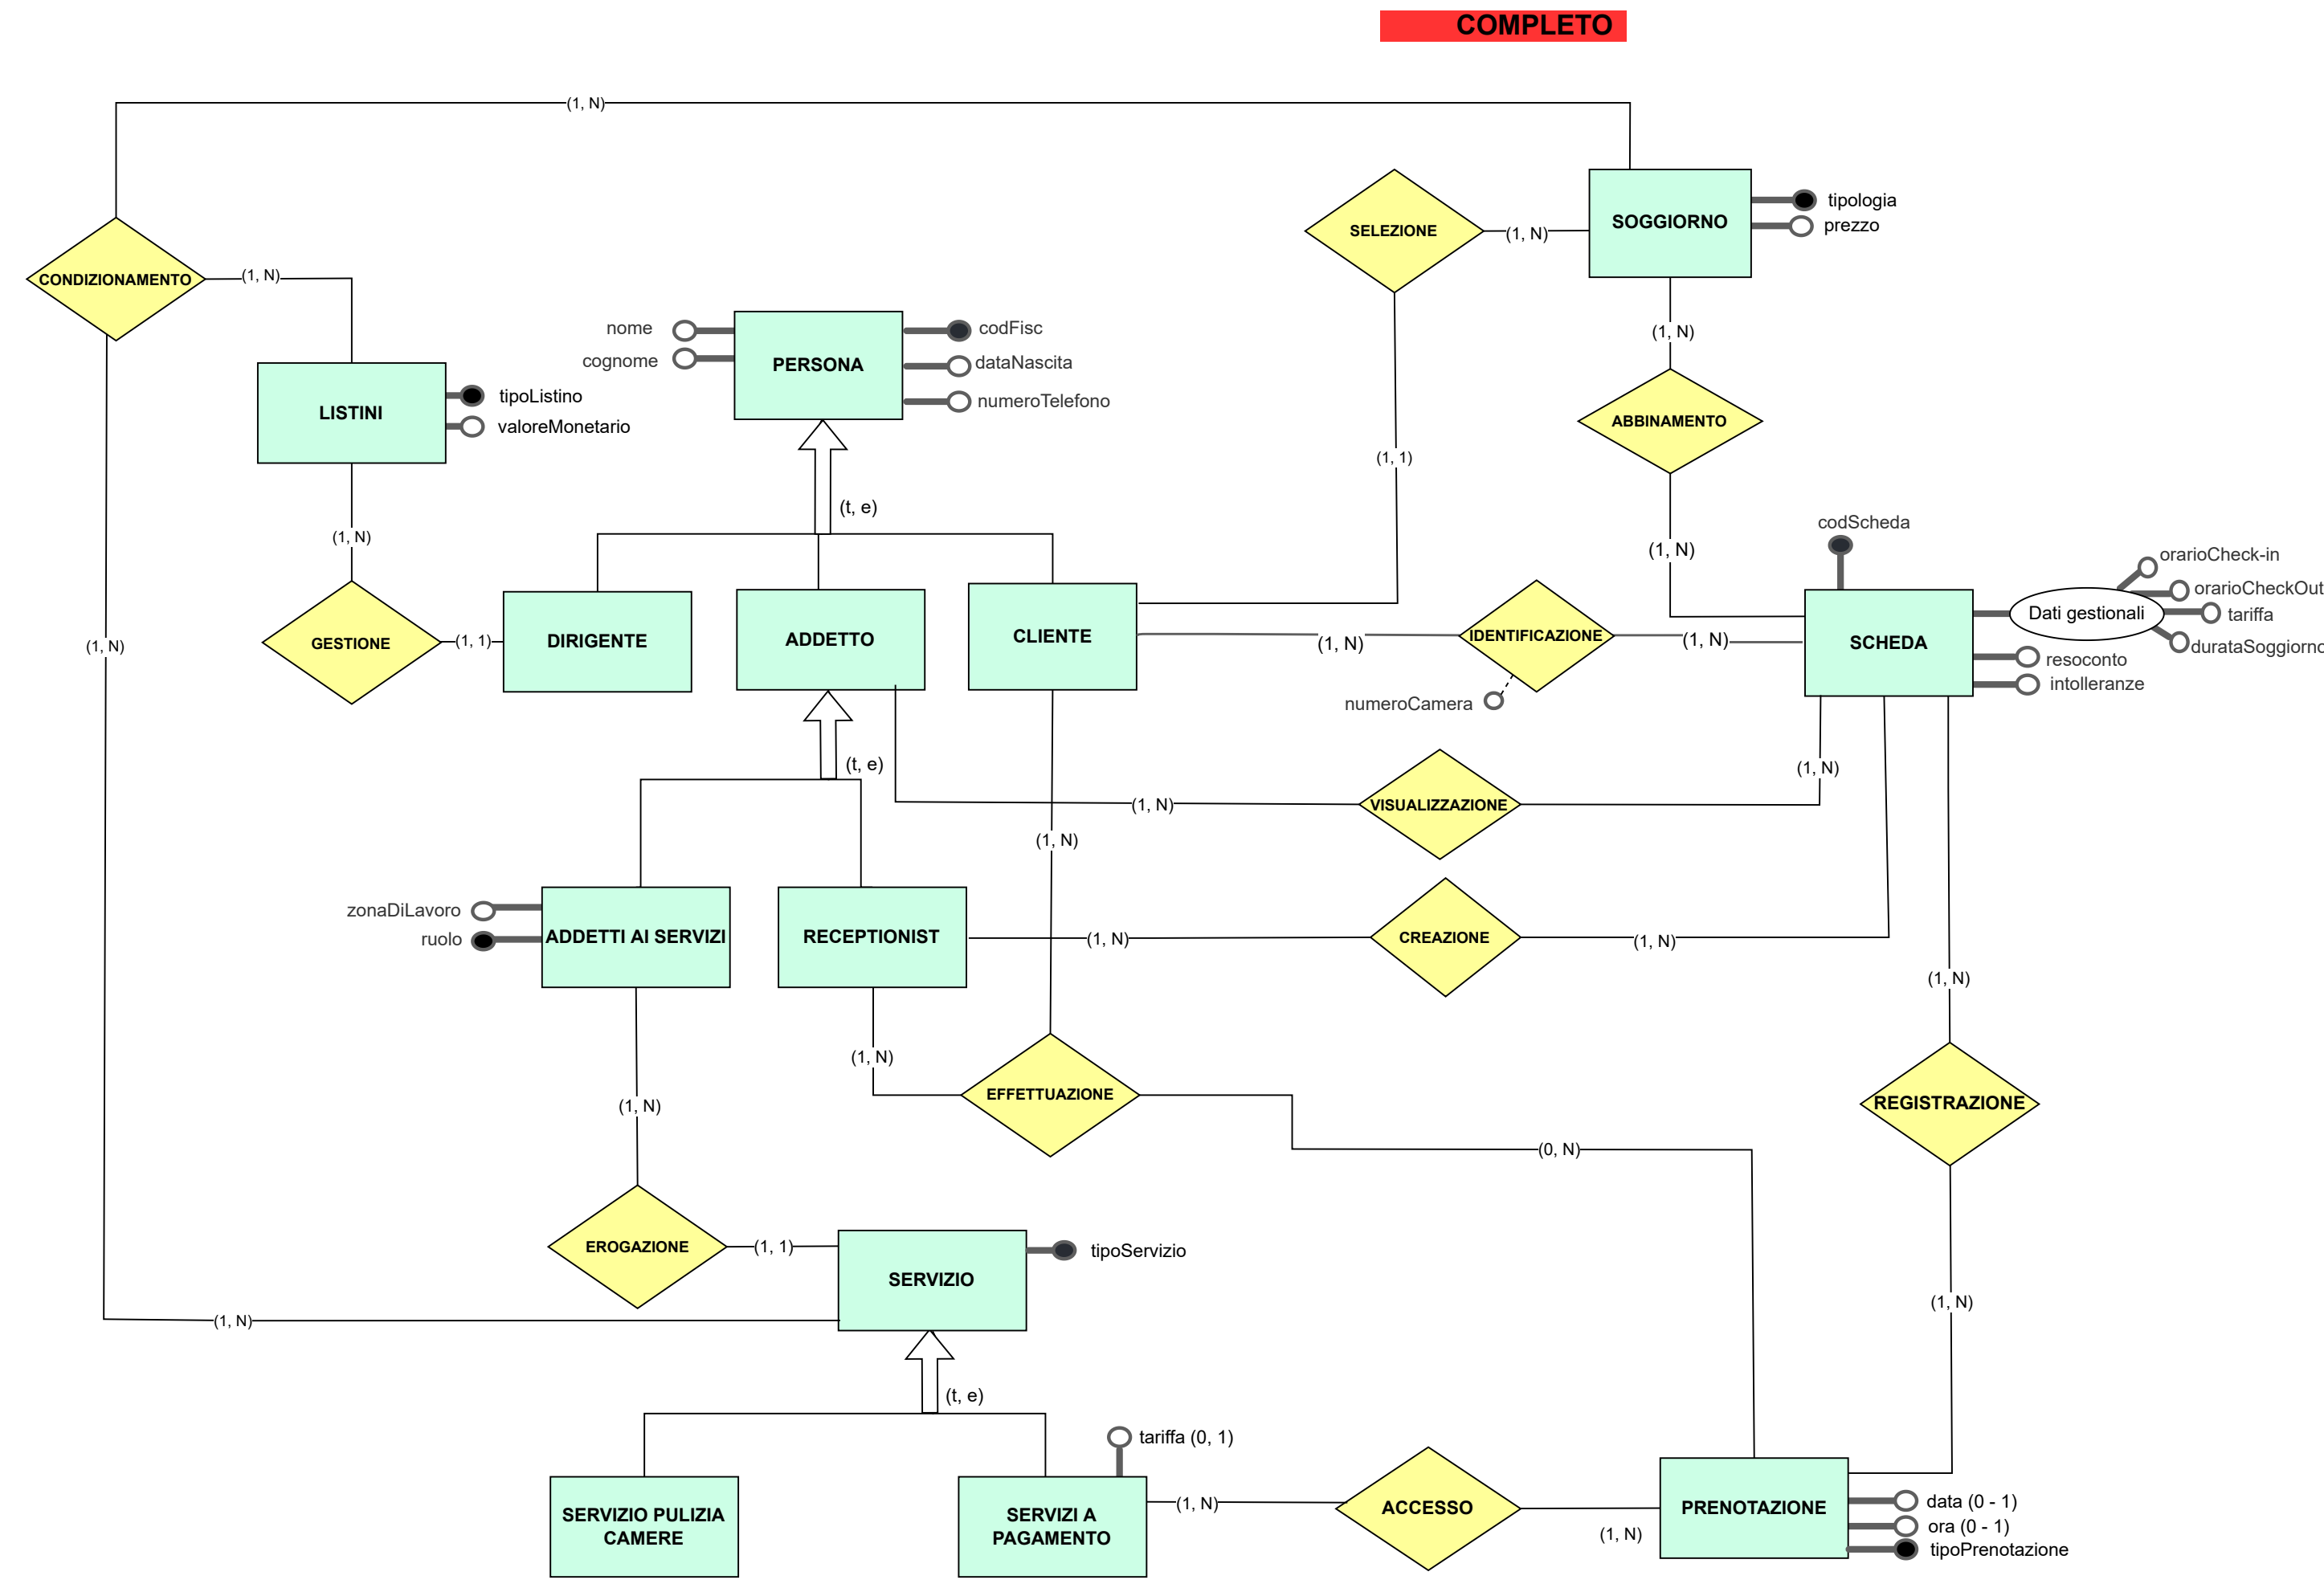 COMPLETO
(1, N)
SELEZIONE
(1, N)
SOGGIORNO
tipologia
prezzo
CONDIZIONAMENTO
(1, N)
nome
cognome
PERSONA
codFisc
dataNascita
numeroTelefono
(1, N)
LISTINI
tipoListino
valoreMonetario
ABBINAMENTO
(1, 1)
(t, e)
(1, N)
(1, N)
codScheda
orarioCheck-in
orarioCheckOut
tariffa
durataSoggiorno
Dati gestionali
resoconto
intolleranze
GESTIONE
(1, 1)
DIRIGENTE
ADDETTO
CLIENTE
(1, N)
IDENTIFICAZIONE
(1, N)
SCHEDA
numeroCamera
(1, N)
(t, e)
(1, N)
(1, N)
VISUALIZZAZIONE
(1, N)
zonaDiLavoro
ruolo
ADDETTI AI SERVIZI
RECEPTIONIST
(1, N)
CREAZIONE
(1, N)
(1, N)
(1, N)
(1, N)
EFFETTUAZIONE
REGISTRAZIONE
(0, N)
EROGAZIONE
(1, 1)
SERVIZIO
tipoServizio
(1, N)
(1, N)
(t, e)
tariffa (0, 1)
SERVIZIO PULIZIA
CAMERE
SERVIZI A
PAGAMENTO
(1, N)
ACCESSO
(1, N)
PRENOTAZIONE
data (0 - 1)
ora (0 - 1)
tipoPrenotazione